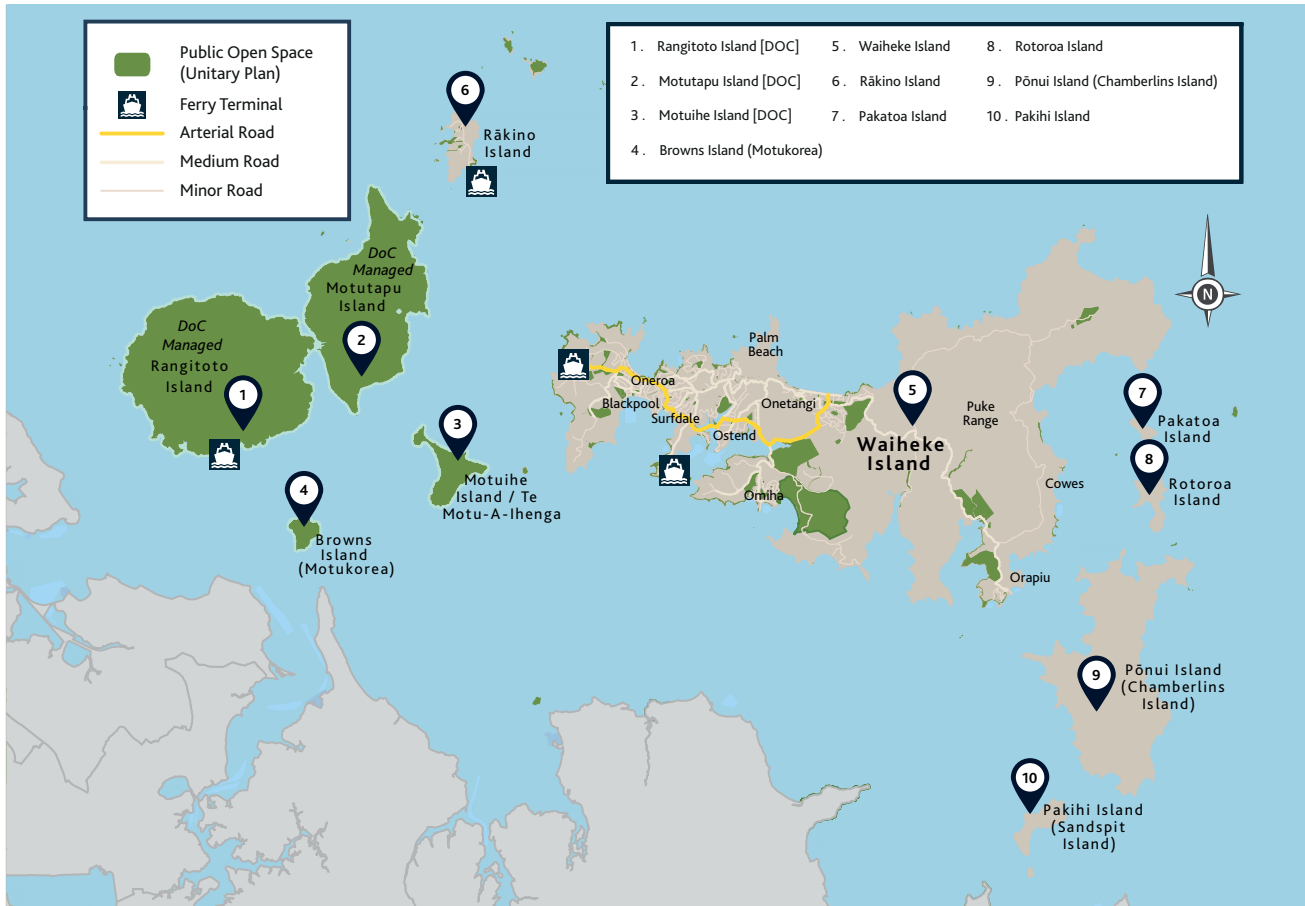 Public Open Space
(Unitary Plan)
Ferry Terminal
Arterial Road
Medium Road
Minor Road
1. Rangitoto Island [DOC]
2. Motutapu Island [DOC]
3. Motuihe Island [DOC]
4. Browns Island (Motukorea)
5. Waiheke Island
6. Rākino Island
7. Pakatoa Island
8. Rotoroa Island
9. Pōnui Island (Chamberlins Island)
10. Pakihi Island
6
Rākino
Island
DoC
Managed
Motutapu
Island
2
DoC
Managed
Rangitoto
Island
1
N
Palm
Beach
Oneroa
Blackpool
Surfdale
Ostend
Onetangi
Omiha
5
Waiheke
Island
Puke
Range
Cowes
Orapiu
7
Pakatoa
Island
8
Rotoroa
Island
3
Motuihe
Island / Te
Motu-A-Ihenga
4
Browns
Island
(Motukorea)
9
Pōnui Island
(Chamberlins
Island)
10
Pakihi Island
(Sandspit
Island)